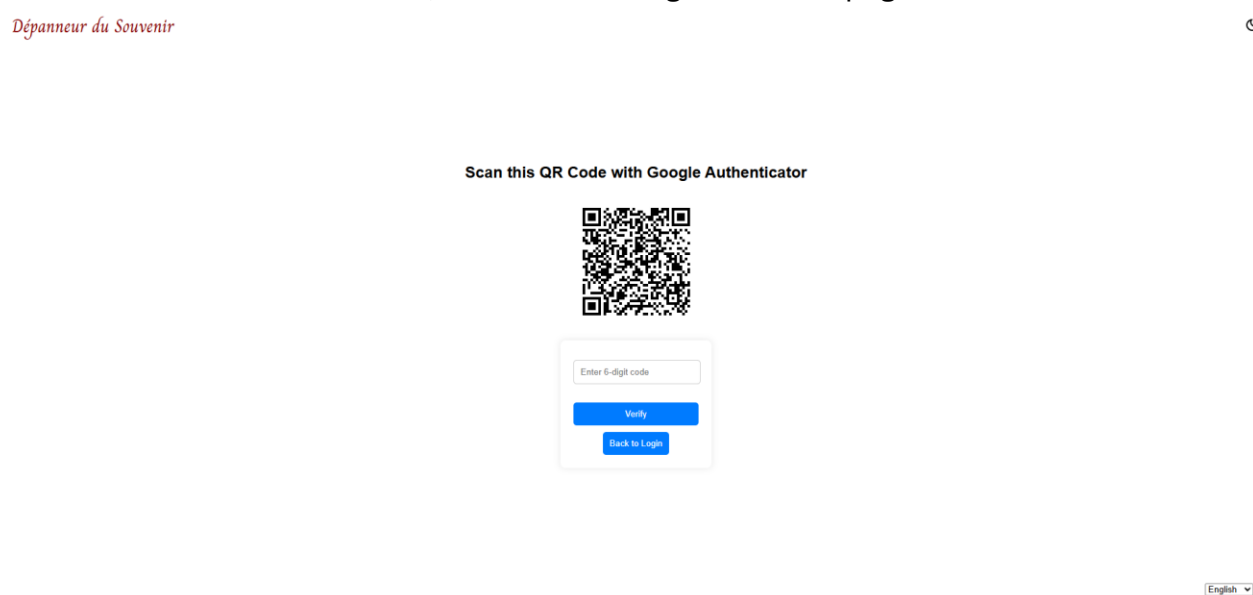 Dépanneur du Souvenir
Scan this QR Code with Google Authenticator
Enter 6-digit code
Verify
Back to Login
English